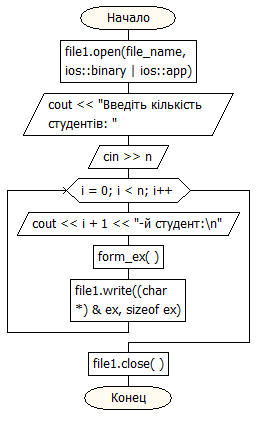 Начало
file1.open(file_name,
ios::binary | ios::app)
cout << "Введіть кількість
студентів: "
cin >> n
i = 0; i < n; i++
cout << i + 1 << "-й студент:\n"
form_ex( )
file1.write((char
*) & ex, sizeof ex)
file1.close( )
Конец